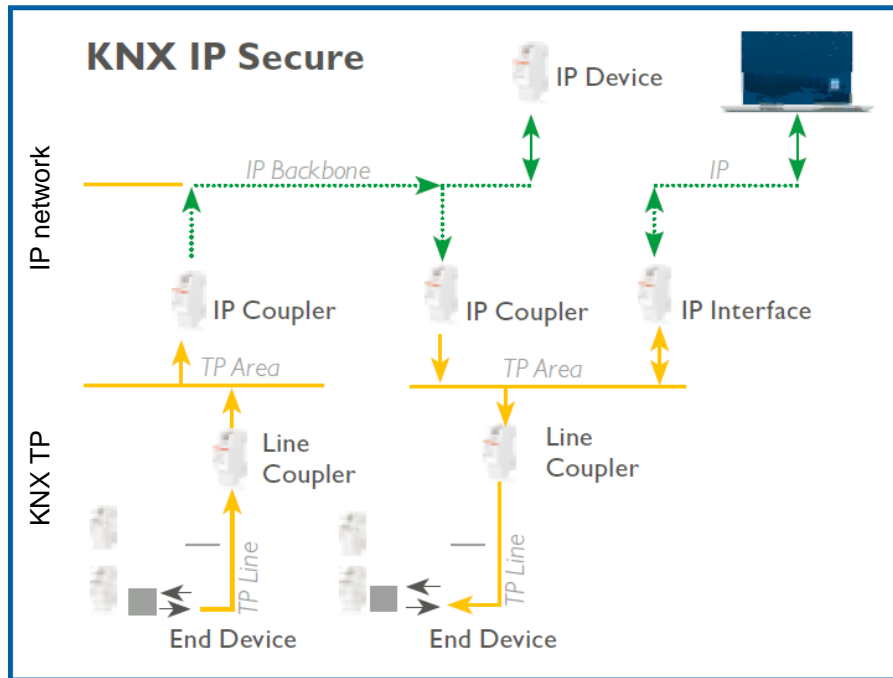 KNX IP Secure
IP Device
IP Backbone
IP
IP network
IP Coupler
IP Coupler
IP Interface
TP Area
TP Area
Line
Coupler
Line
Coupler
KNX TP
TP Line
TP Line
End Device
End Device